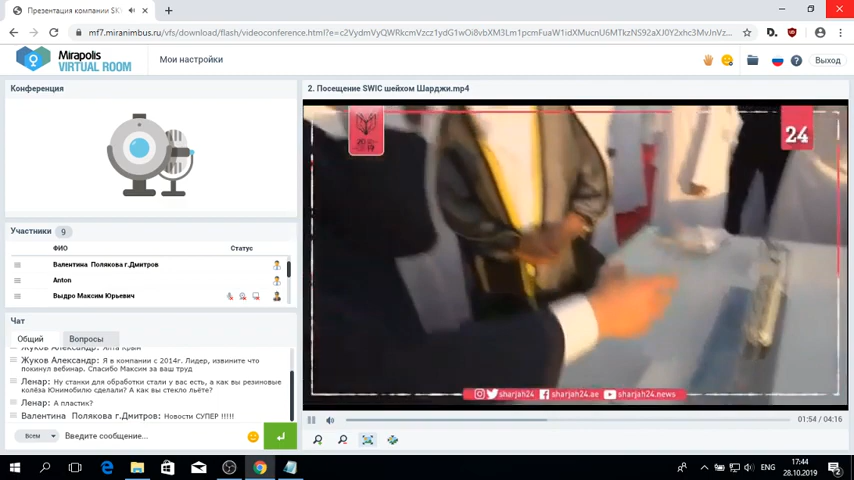 Презентация компании SK
mf7.miranimbus.ru/vfs/download/flash/videoconference.html?
Mirapolis
VIRTUAL ROOM
Мои настройки
Выход
Конференция
Участники 9
ФИО Статус
Валентина Полякова г.Дмитров
Anton
Выдро Максим Юрьевич
Чат
Общий Вопросы
Жуков Александр: Я в компании с 2014г. Лидер, извините что
покинул вебинар. Спасибо Максим за ваш труд
Ленар: Ну станки для обработки стали у вас есть, а как вы резиновые
колёза Юнимобилю сделали? А как вы стекло льёте?
Ленар: А пластик?
Валентина Полякова г.Дмитров: Новости СУПЕР !!!!!
Всем Введите сообщение...
2. Посещение SWIC шейхом Шарджи.mp4
24
sharjah24 sharjah24.ae sharjah24.news
01:54 / 04:16
ENG
17:44
28.10.2019
2